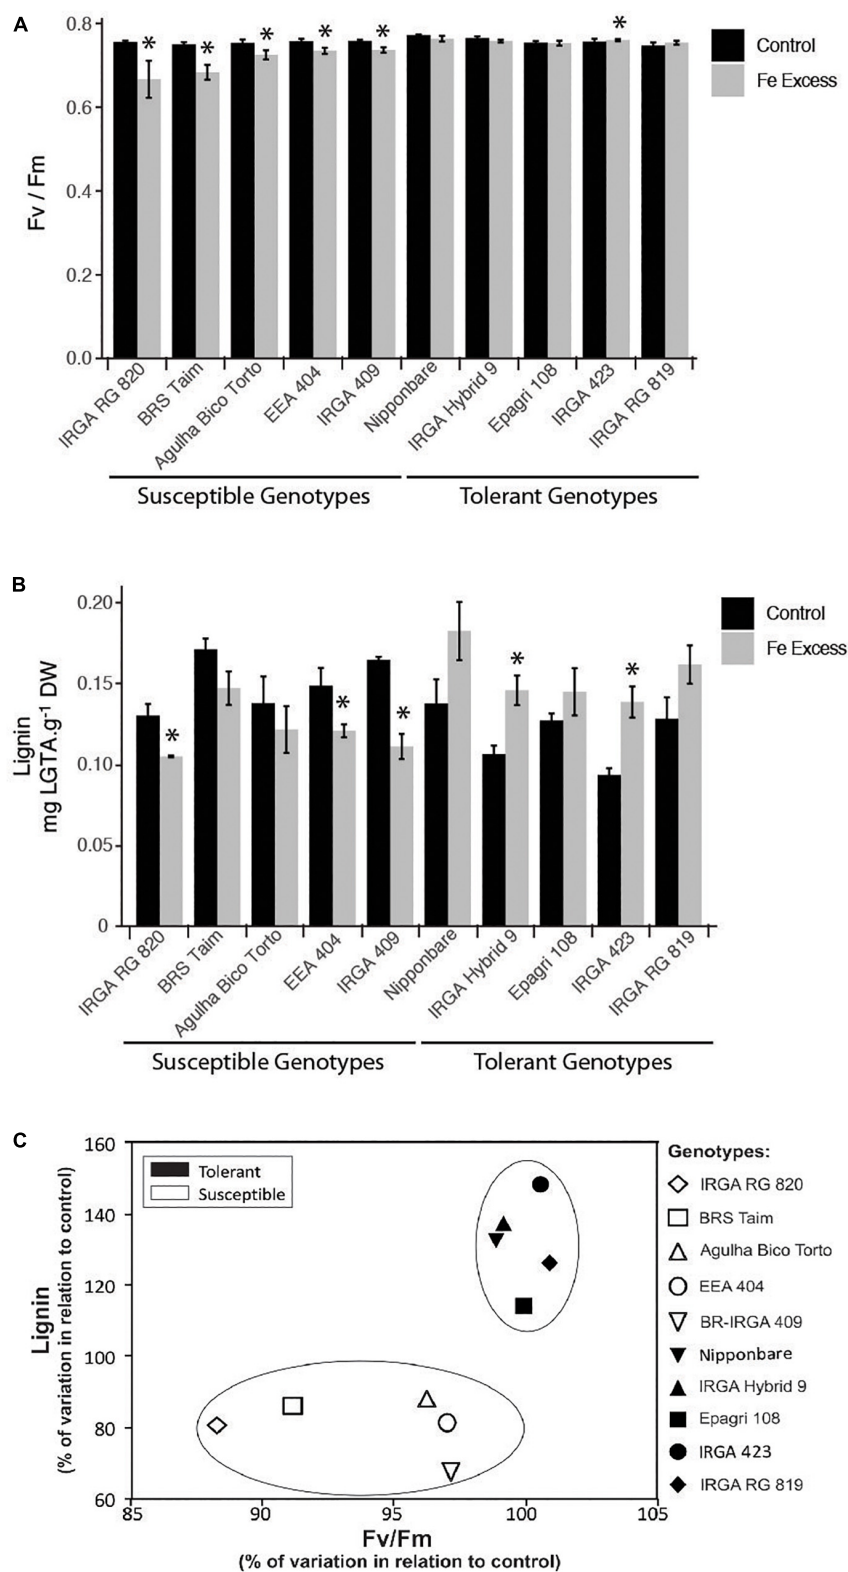 A
Fv / Fm
0.8
0.6
0.4
0.2
0.0
* * * * * *
Control
Fe Excess
IRGA RG 820
BRS Taim
Agulha Bico Torto
EEA 404
IRGA 409
Nipponbare
IRGA Hybrid 9
Epagri 108
IRGA 423
IRGA RG 819
Susceptible Genotypes
Tolerant Genotypes
B
Lignin
mg LGTA.g-1 DW
0.20
0.15
0.10
0.05
0
* * * * *
Control
Fe Excess
IRGA RG 820
BRS Taim
Agulha Bico Torto
EEA 404
IRGA 409
Nipponbare
IRGA Hybrid 9
Epagri 108
IRGA 423
IRGA RG 819
Susceptible Genotypes
Tolerant Genotypes
C
Lignin
(% of variation in relation to control)
160
140
120
100
80
60
Tolerant
Susceptible
85 90 95 100 105
Fv/Fm
(% of variation in relation to control)
Genotypes:
IRGA RG 820
BRS Taim
Agulha Bico Torto
EEA 404
BR-IRGA 409
Nipponbare
IRGA Hybrid 9
Epagri 108
IRGA 423
IRGA RG 819